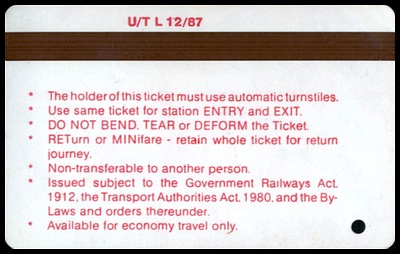 U/T L 12/87
* The holder of this ticket must use automatic turnstiles.
* Use same ticket for station ENTRY and EXIT.
* DO NOT BEND. TEAR or DEFORM the Ticket.
* RETurn or MINifare - retain whole ticket for return
journey.
* Non-transferable to another person.
* Issued subject to the Government Railways Act.
1912, the Transport Authorities Act, 1980, and the By-
Laws and orders thereunder.
* Available for economy travel only.